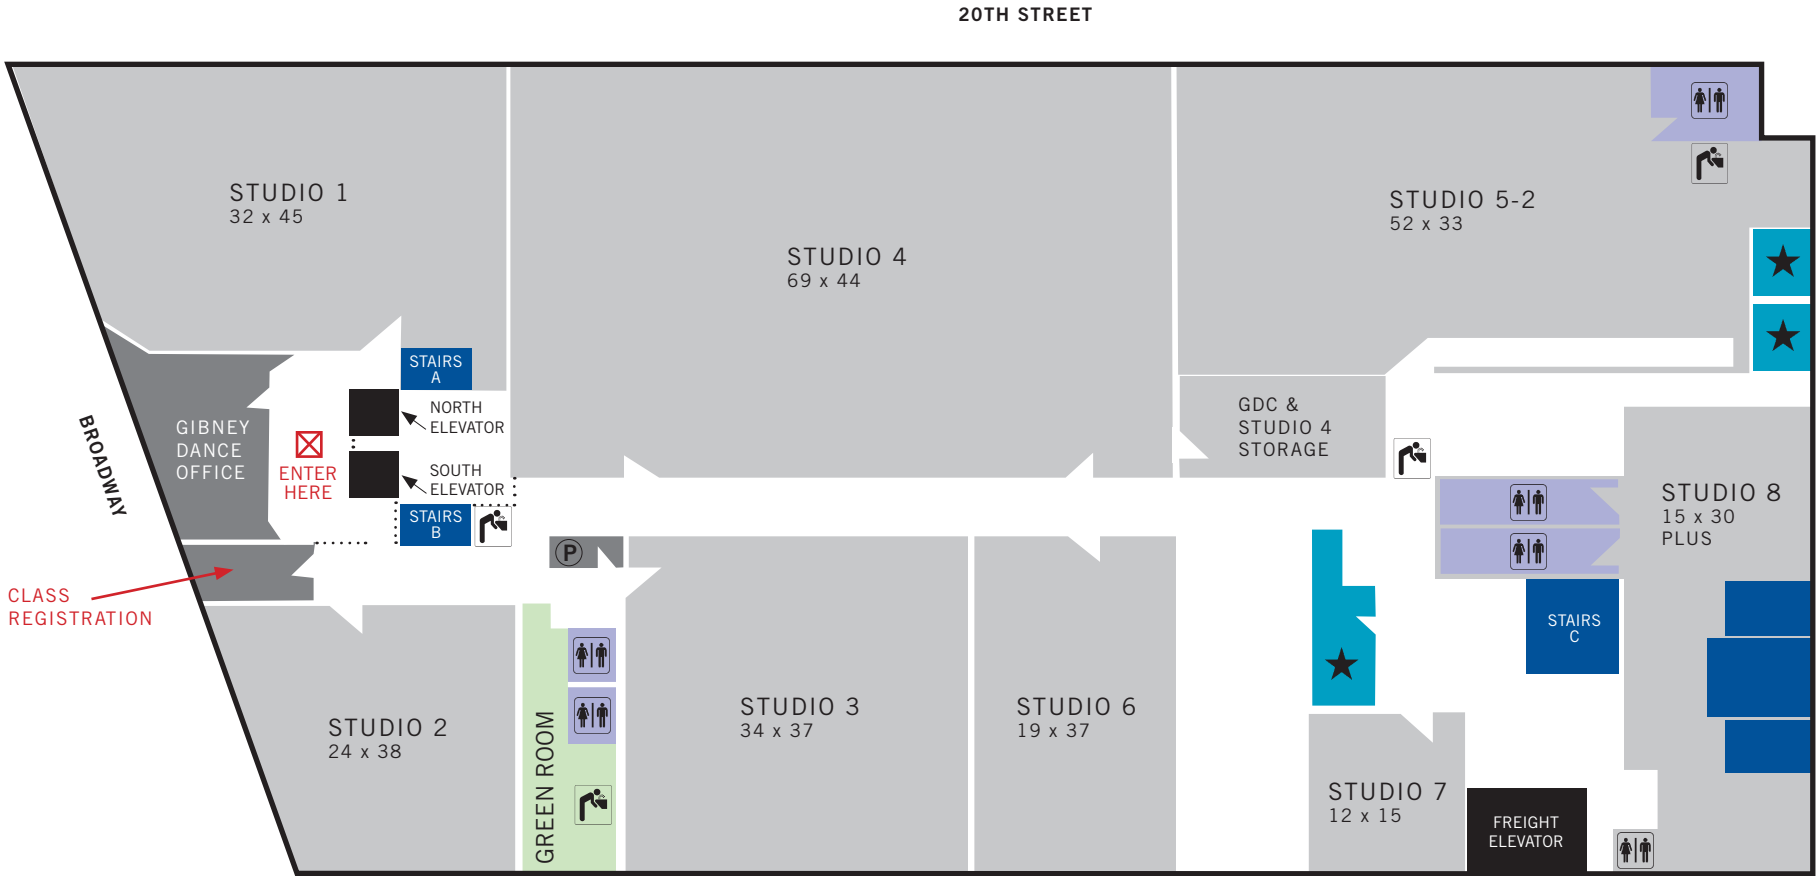 20TH STREET
STUDIO 1
32 x 45
STUDIO 4
69 x 44
STUDIO 5-2
52 x 33
STAIRS
A
NORTH
ELEVATOR
SOUTH
ELEVATOR
STAIRS
B
BROADWAY
GIBNEY
DANCE
OFFICE
ENTER
HERE
GDC &
STUDIO 4
STORAGE
STUDIO 8
15 x 30
PLUS
P
CLASS
REGISTRATION
STAIRS
C
STUDIO 2
24 x 38
GREEN ROOM
STUDIO 3
34 x 37
STUDIO 6
19 x 37
STUDIO 7
12 x 15
FREIGHT
ELEVATOR